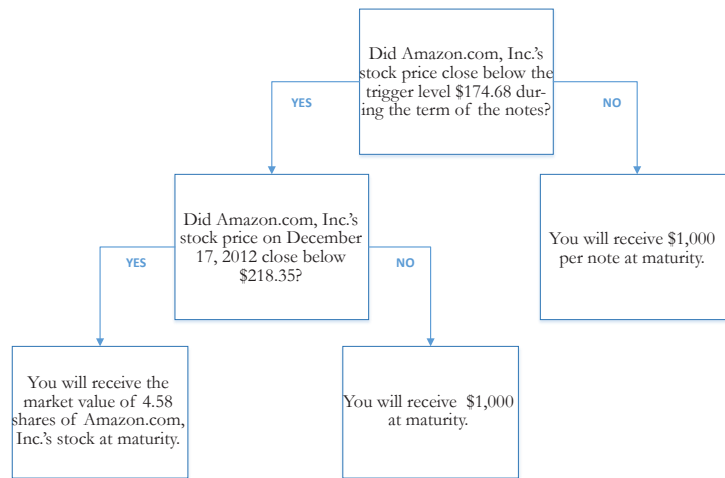 Did Amazon.com, Inc.'s
stock price close below the
trigger level $174.68 dur-
ing the term of the notes?
YES
NO
Did Amazon.com, Inc.'s
stock price on December
17, 2012 close below
$218.35?
You will receive $1,000
per note at maturity.
YES
NO
You will receive the
market value of 4.58
shares of Amazon.com,
Inc.'s stock at maturity.
You will receive $1,000
at maturity.